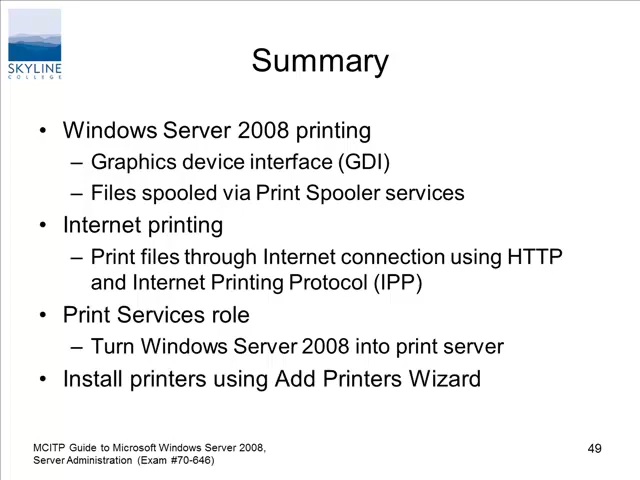 SKYLINE
COLLEGE
Summary
• Windows Server 2008 printing
– Graphics device interface (GDI)
– Files spooled via Print Spooler services
• Internet printing
– Print files through Internet connection using HTTP
and Internet Printing Protocol (IPP)
• Print Services role
– Turn Windows Server 2008 into print server
• Install printers using Add Printers Wizard
MCITP Guide to Microsoft Windows Server 2008,
Server Administration (Exam #70-646)
49